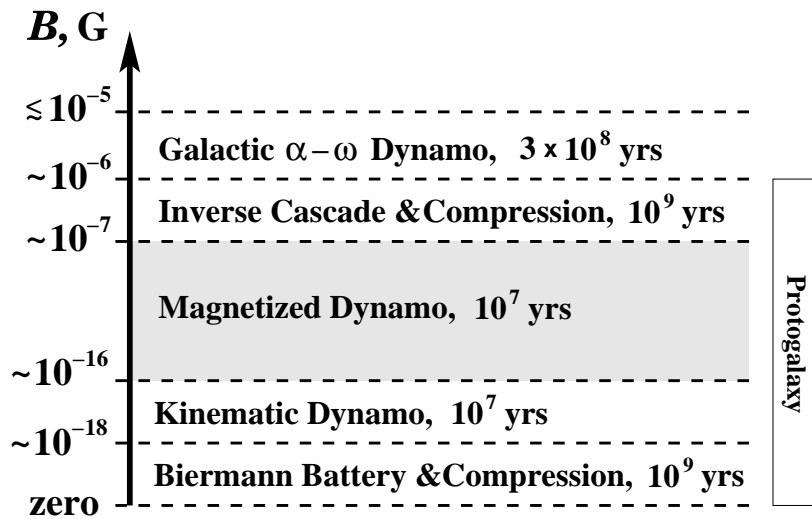 B, G
≲ 10⁻⁵
Galactic α−ω Dynamo, 3 x 10⁸ yrs
~10⁻⁶
Inverse Cascade &Compression, 10⁹ yrs
~10⁻⁷
Magnetized Dynamo, 10⁷ yrs
~10⁻¹⁶
Kinematic Dynamo, 10⁷ yrs
~10⁻¹⁸
Biermann Battery &Compression, 10⁹ yrs
zero
Protogalaxy